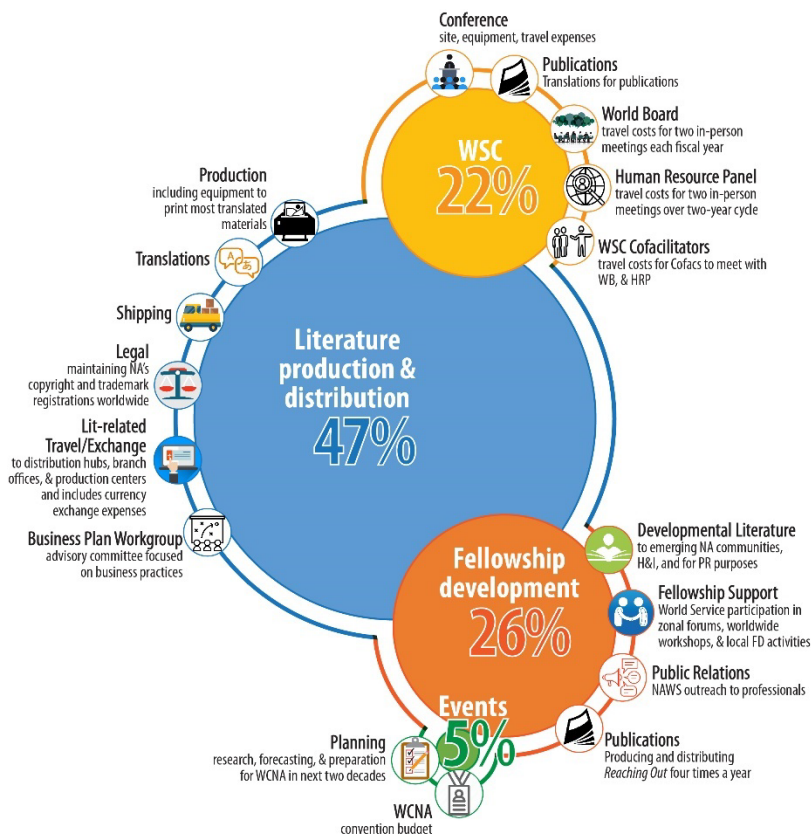 Conference
site, equipment, travel expenses
Publications
Translations for publications
World Board
travel costs for two in-person
meetings each fiscal year
Human Resource Panel
travel costs for two in-person
meetings over two-year cycle
WSC Cofacilitators
travel costs for Cofacs to meet with
WB, & HRP
WSC
22%
Production
including equipment to
print most translated
materials
Translations
Shipping
Legal
maintaining NA's
copyright and trademark
registrations worldwide
Lit-related
Travel/Exchange
to distribution hubs, branch
offices, & production centers
and includes currency
exchange expenses
Business Plan Workgroup
advisory committee focused
on business practices
Literature
production &
distribution
47%
Fellowship
development
26%
Developmental Literature
to emerging NA communities,
H&I, and for PR purposes
Fellowship Support
World Service participation in
zonal forums, worldwide
workshops, & local FD activities
Public Relations
NAWS outreach to professionals
Publications
Producing and distributing
Reaching Out four times a year
Events
5%
Planning
research, forecasting, & preparation
for WCNA in next two decades
WCNA
convention budget